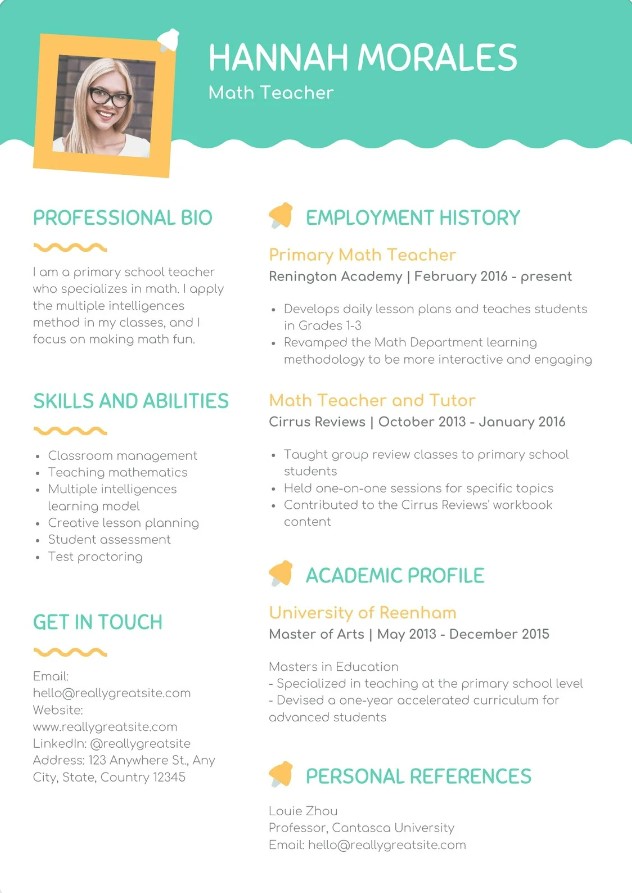 HANNAH MORALES
Math Teacher
PROFESSIONAL BIO
I am a primary school teacher
who specializes in math. I apply
the multiple intelligences
method in my classes, and I
focus on making math fun.
SKILLS AND ABILITIES
• Classroom management
• Teaching mathematics
• Multiple intelligences
learning model
• Creative lesson planning
• Student assessment
• Test proctoring
GET IN TOUCH
Email:
hello@reallygreatsite.com
Website:
www.reallygreatsite.com
LinkedIn: @reallygreatsite
Address: 123 Anywhere St., Any
City, State, Country 12345
EMPLOYMENT HISTORY
Primary Math Teacher
Renington Academy | February 2016 - present
• Develops daily lesson plans and teaches students
in Grades 1-3
• Revamped the Math Department learning
methodology to be more interactive and engaging
Math Teacher and Tutor
Cirrus Reviews | October 2013 - January 2016
• Taught group review classes to primary school
students
• Held one-on-one sessions for specific topics
• Contributed to the Cirrus Reviews' workbook
content
ACADEMIC PROFILE
University of Reenham
Master of Arts | May 2013 - December 2015
Masters in Education
- Specialized in teaching at the primary school level
- Devised a one-year accelerated curriculum for
advanced students
PERSONAL REFERENCES
Louie Zhou
Professor, Cantasca University
Email: hello@reallygreatsite.com